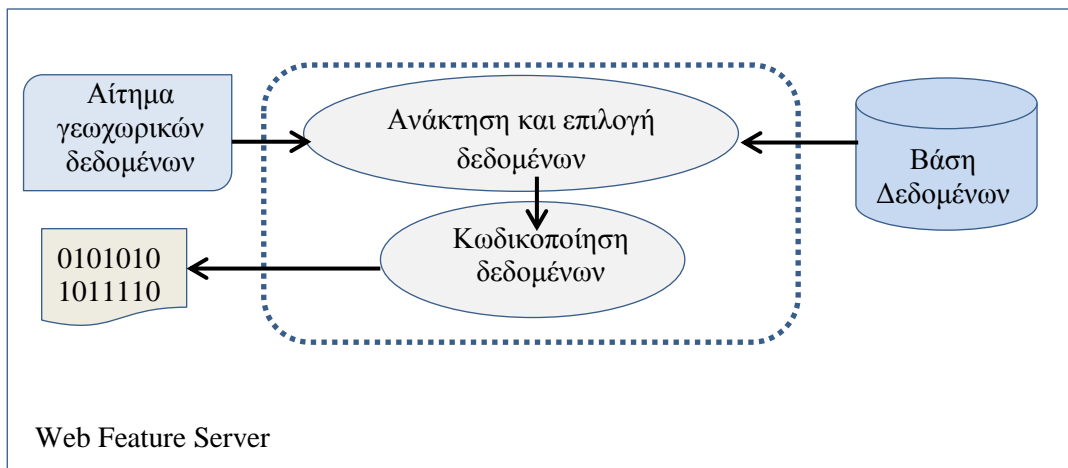 Αίτημα
γεωχωρικών
δεδομένων
Ανάκτηση και επιλογή
δεδομένων
Βάση
Δεδομένων
Κωδικοποίηση
δεδομένων
0101010
1011110
Web Feature Server